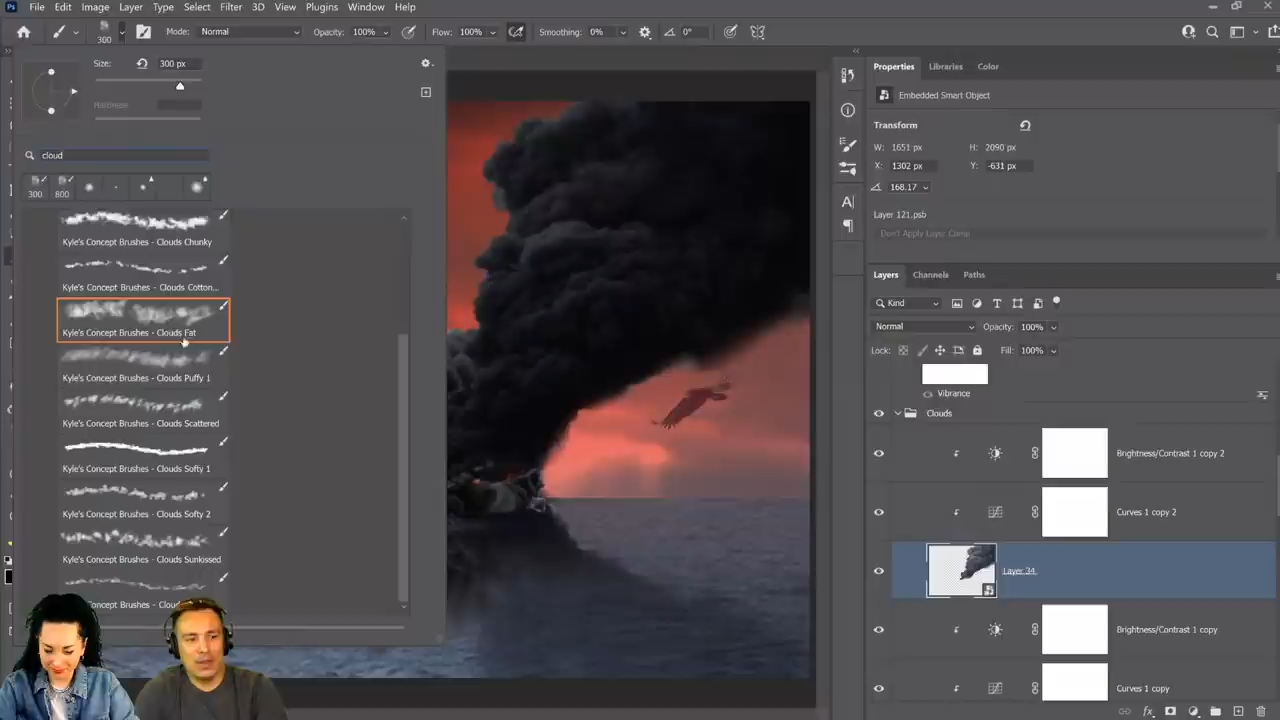 Ps File Edit Image Layer Type Select Filter 3D View Plugins Window Help
300 Mode: Normal Opacity: 100% Flow: 100% Smoothing: 0% 0°
Size: 300 px
Hardness
cloud
300 800
Kyle's Concept Brushes - Clouds Chunky
Kyle's Concept Brushes - Clouds Cotton...
Kyle's Concept Brushes - Clouds Fat
Kyle's Concept Brushes - Clouds Puffy 1
Kyle's Concept Brushes - Clouds Scattered
Kyle's Concept Brushes - Clouds Softy 1
Kyle's Concept Brushes - Clouds Softy 2
Kyle's Concept Brushes - Clouds Sunkissed
Properties Libraries Color
Embedded Smart Object
Transform
W: 1651 px H: 2090 px
X: 1302 px Y: -631 px
168.17
Layer 121.psb
Don't Apply Layer Comp
Layers Channels Paths
Kind
Normal Opacity: 100%
Lock: Fill: 100%
Vibrance
Clouds
Brightness/Contrast 1 copy 2
Curves 1 copy 2
Layer 34
Brightness/Contrast 1 copy
Curves 1 copy
fx